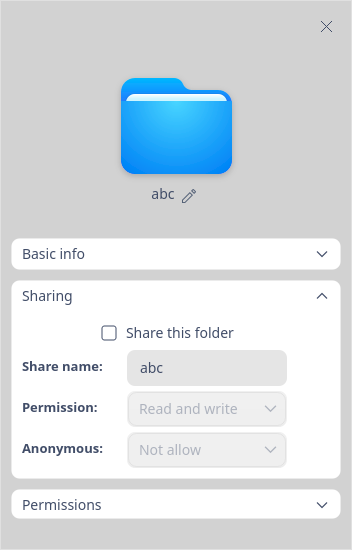 abc
Basic info
Sharing
Share this folder
Share name: abc
Permission: Read and write
Anonymous: Not allow
Permissions